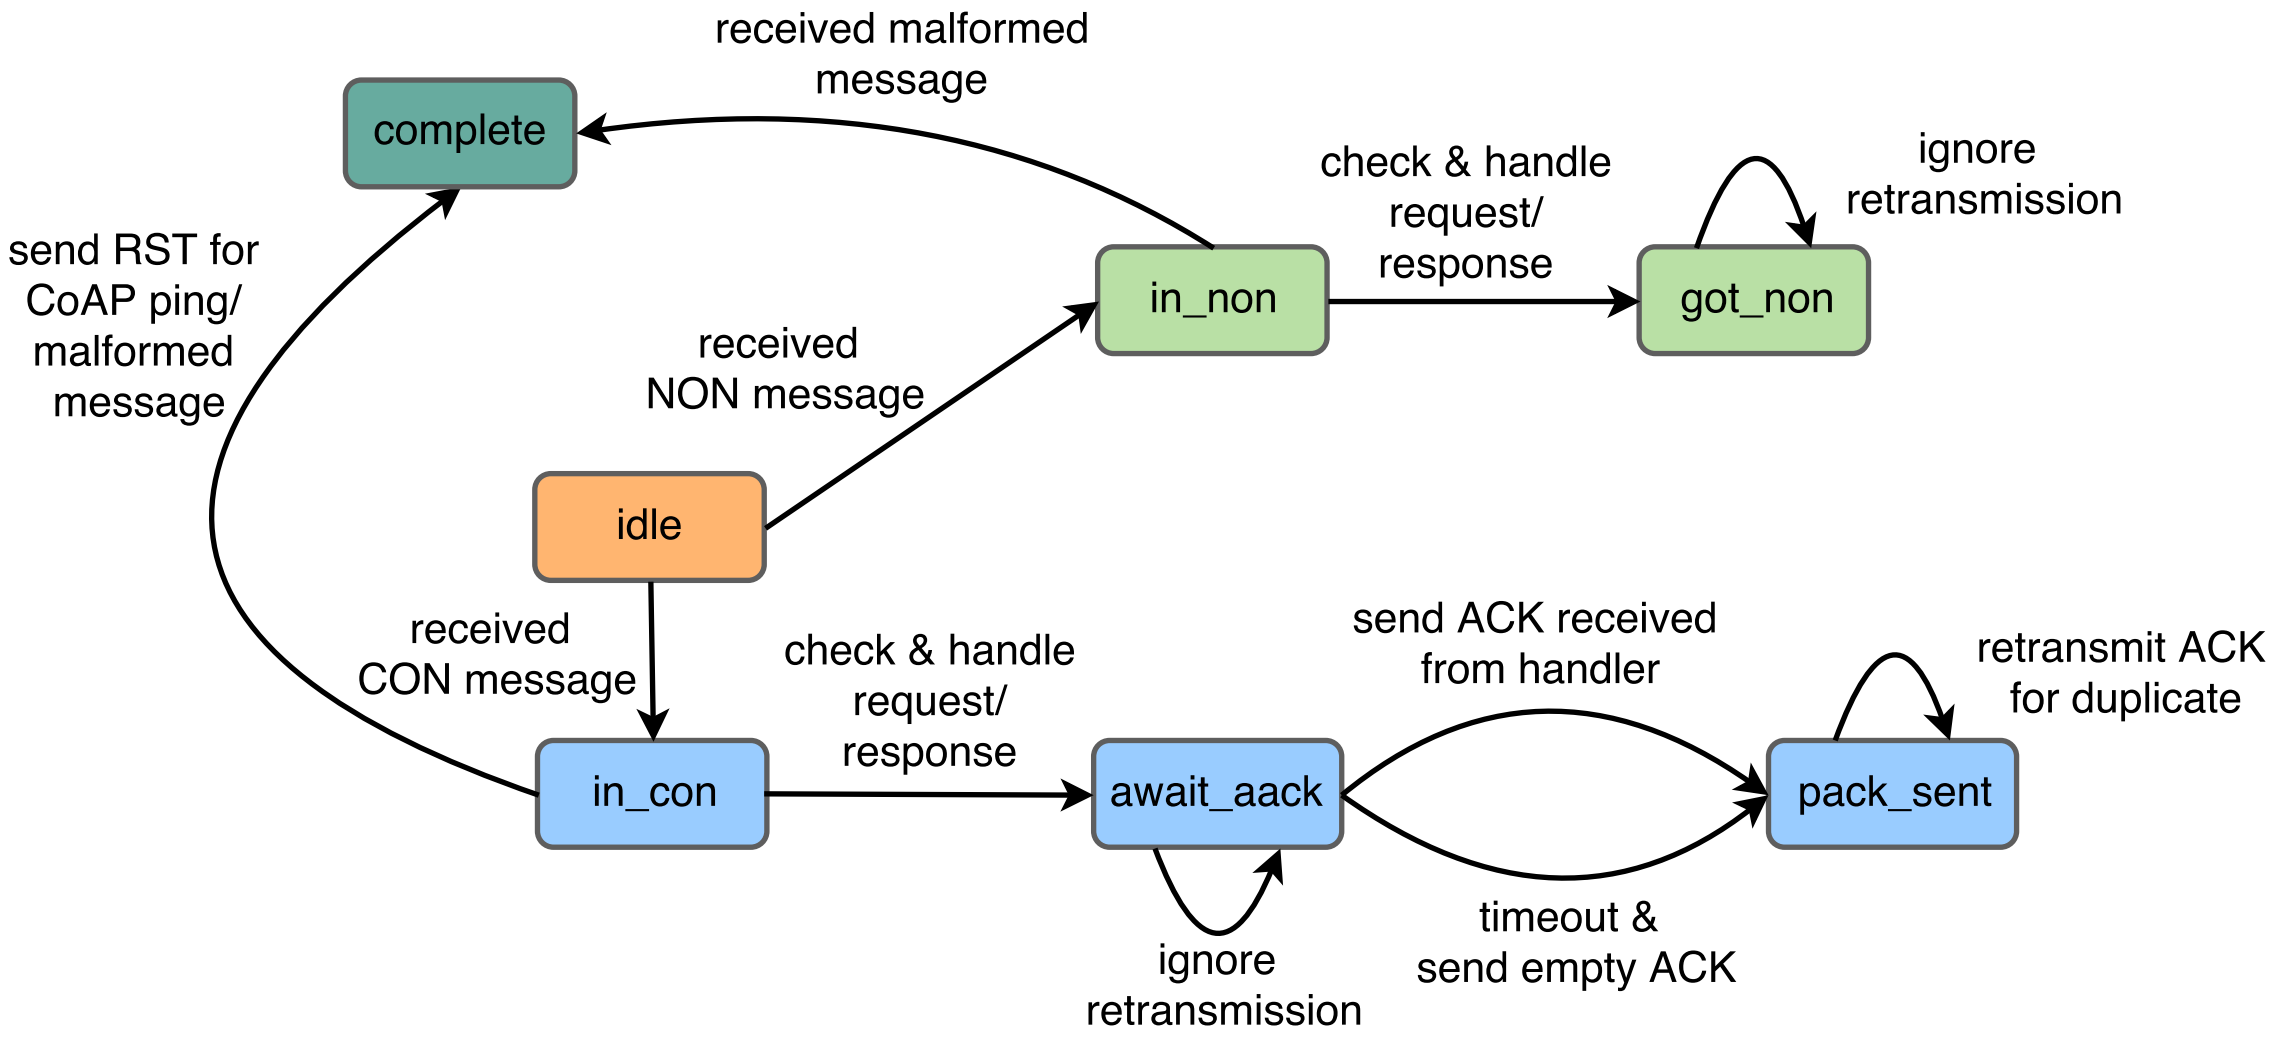 received malformed
message
complete
check & handle
request/
response
ignore
retransmission
send RST for
CoAP ping/
malformed
message
in_non
got_non
received
NON message
idle
received
CON message
check & handle
request/
response
send ACK received
from handler
retransmit ACK
for duplicate
in_con
await_aack
pack_sent
timeout &
send empty ACK
ignore
retransmission